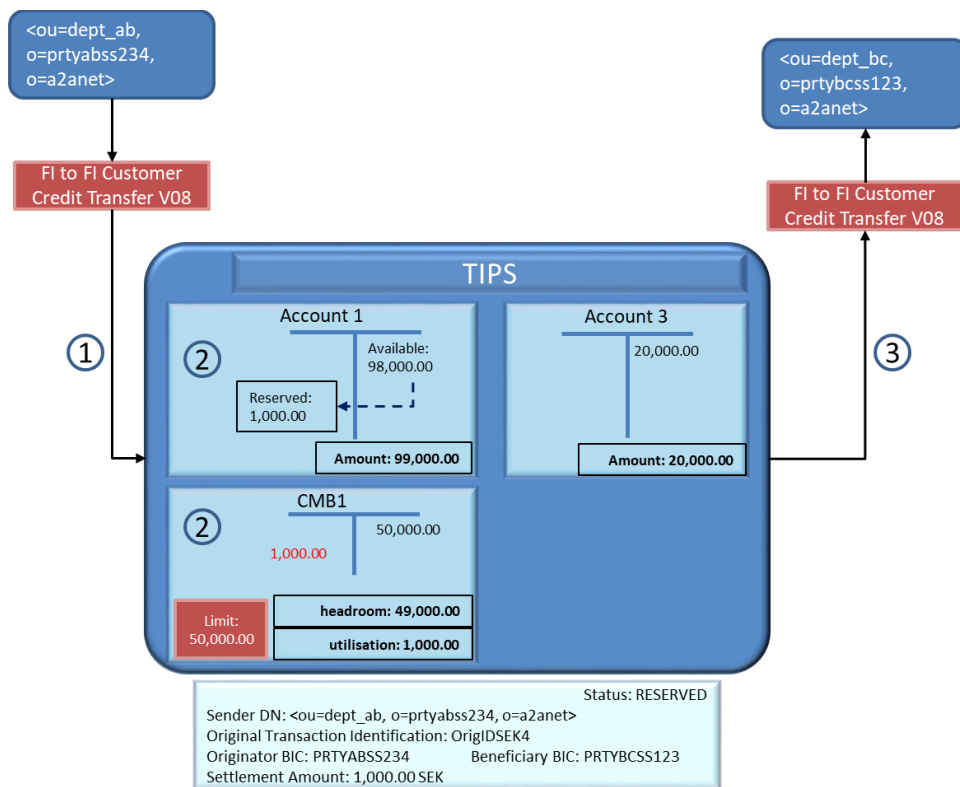 <ou=dept_ab,
o=prtyabss234,
o=a2anet>
<ou=dept_bc,
o=prtybcss123,
o=a2anet>
FI to FI Customer
Credit Transfer V08
FI to FI Customer
Credit Transfer V08
TIPS
1
2
Account 1
Available:
98,000.00
Reserved:
1,000.00
Amount: 99,000.00
Account 3
20,000.00
Amount: 20,000.00
3
2
CMB1
50,000.00
1,000.00
Limit:
50,000.00
headroom: 49,000.00
utilisation: 1,000.00
Status: RESERVED
Sender DN: <ou=dept_ab, o=prtyabss234, o=a2anet>
Original Transaction Identification: OrigIDSEK4
Originator BIC: PRTYABSS234 Beneficiary BIC: PRTYBCSS123
Settlement Amount: 1,000.00 SEK